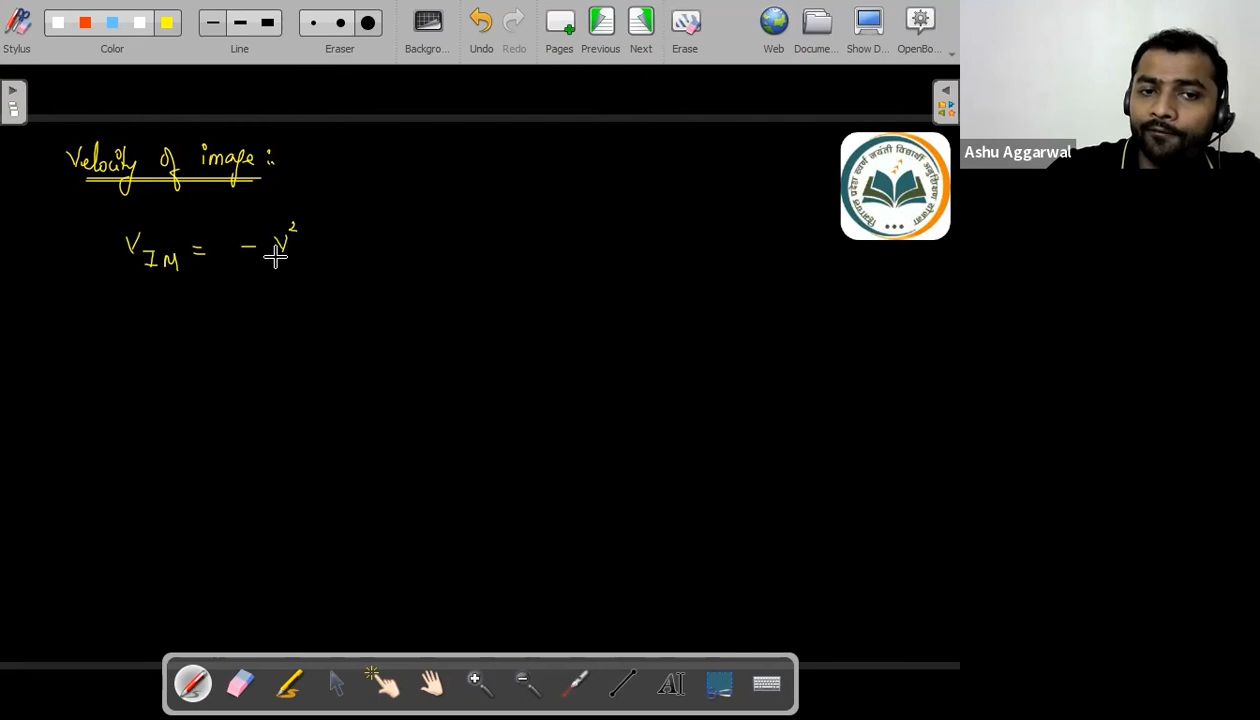 Stylus Color Line Eraser Backgro... Undo Redo Pages Previous Next Erase Web Docume... Show D... OpenBo...
Velocity of image :
Ashu Aggarwal
V_IM = - V²
AI